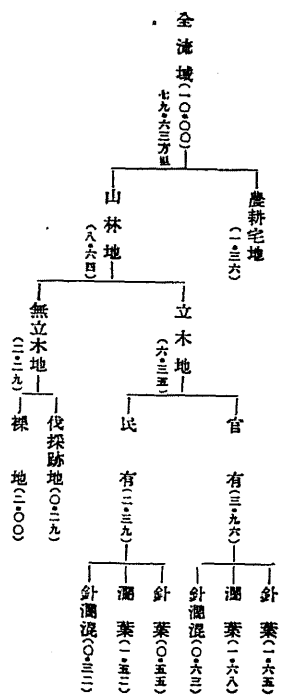 全流域(一〇・〇〇)
七九・六三方里
農耕宅地(一・三六)
山林地(八・六四)
立木地(六・三五)
無立木地(二・二九)
官有(三・九六)
民有(二・三九)
伐採跡地(〇・二九)
裸地(二・〇〇)
針葉(一・六五)
濶葉(一・六八)
針濶混(〇・六三)
針葉(〇・五五)
濶葉(一・五二)
針濶混(〇・三二)